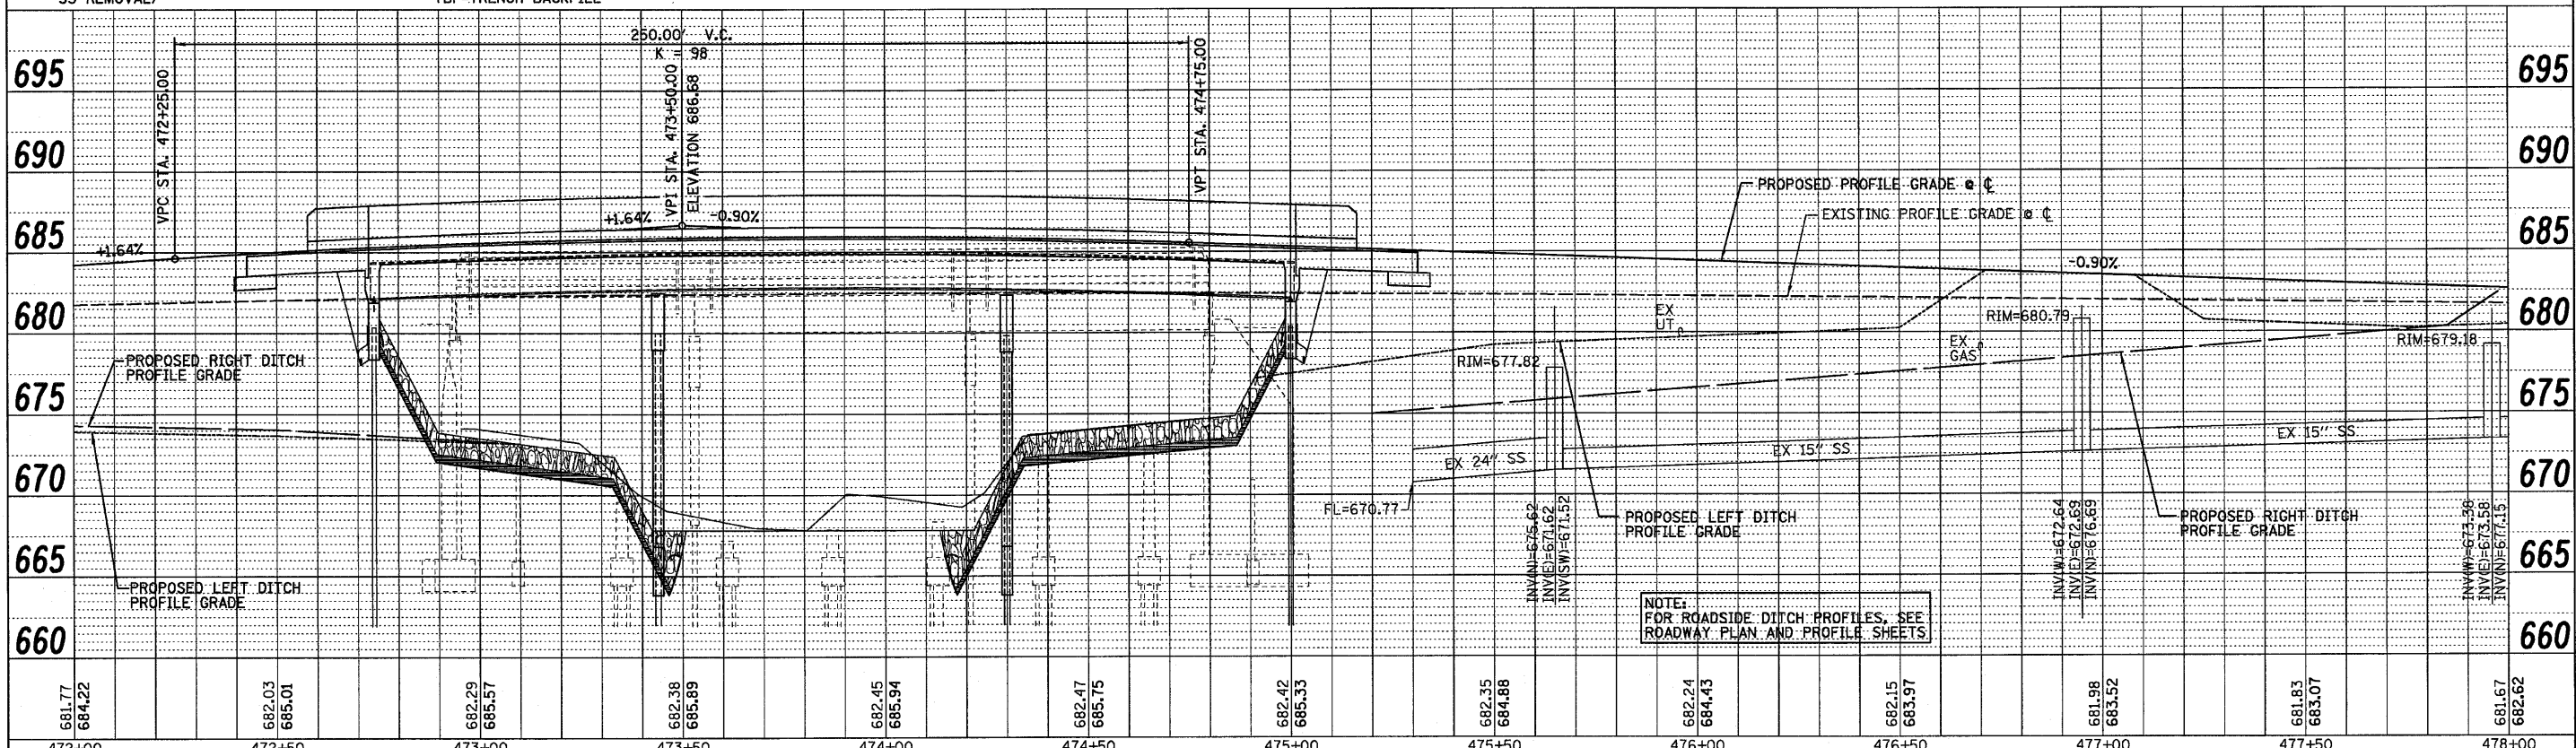 250.00' V.C.
K = 98
VPC STA. 472+25.00
VPI STA. 473+50.00
ELEVATION 686.68
VPT STA. 474+75.00
695
695
690
690
685
685
680
680
675
675
670
670
665
665
660
660
+1.64%
+1.64%
-0.90%
-0.90%
PROPOSED PROFILE GRADE @ ℄
EXISTING PROFILE GRADE @ ℄
EX
UT
RIM=680.79
EX
GAS
RIM=679.18
RIM=677.82
PROPOSED RIGHT DITCH
PROFILE GRADE
EX 24" SS
EX 15" SS
EX 15" SS
FL=670.77
INV(N)=675.62
INV(E)=671.62
INV(SW)=671.52
PROPOSED LEFT DITCH
PROFILE GRADE
INV(W)=672.64
INV(E)=672.69
INV(N)=676.69
PROPOSED RIGHT DITCH
PROFILE GRADE
INV(W)=673.38
INV(E)=673.58
INV(N)=677.15
PROPOSED LEFT DITCH
PROFILE GRADE
NOTE:
FOR ROADSIDE DITCH PROFILES, SEE
ROADWAY PLAN AND PROFILE SHEETS
681.77
684.22
682.03
685.01
682.29
685.57
682.38
685.89
682.45
685.94
682.47
685.75
682.42
685.33
682.35
684.88
682.24
684.43
682.15
683.97
681.98
683.52
681.83
683.07
681.67
682.62
472+00
472+50
473+00
473+50
474+00
474+50
475+00
475+50
476+00
476+50
477+00
477+50
478+00